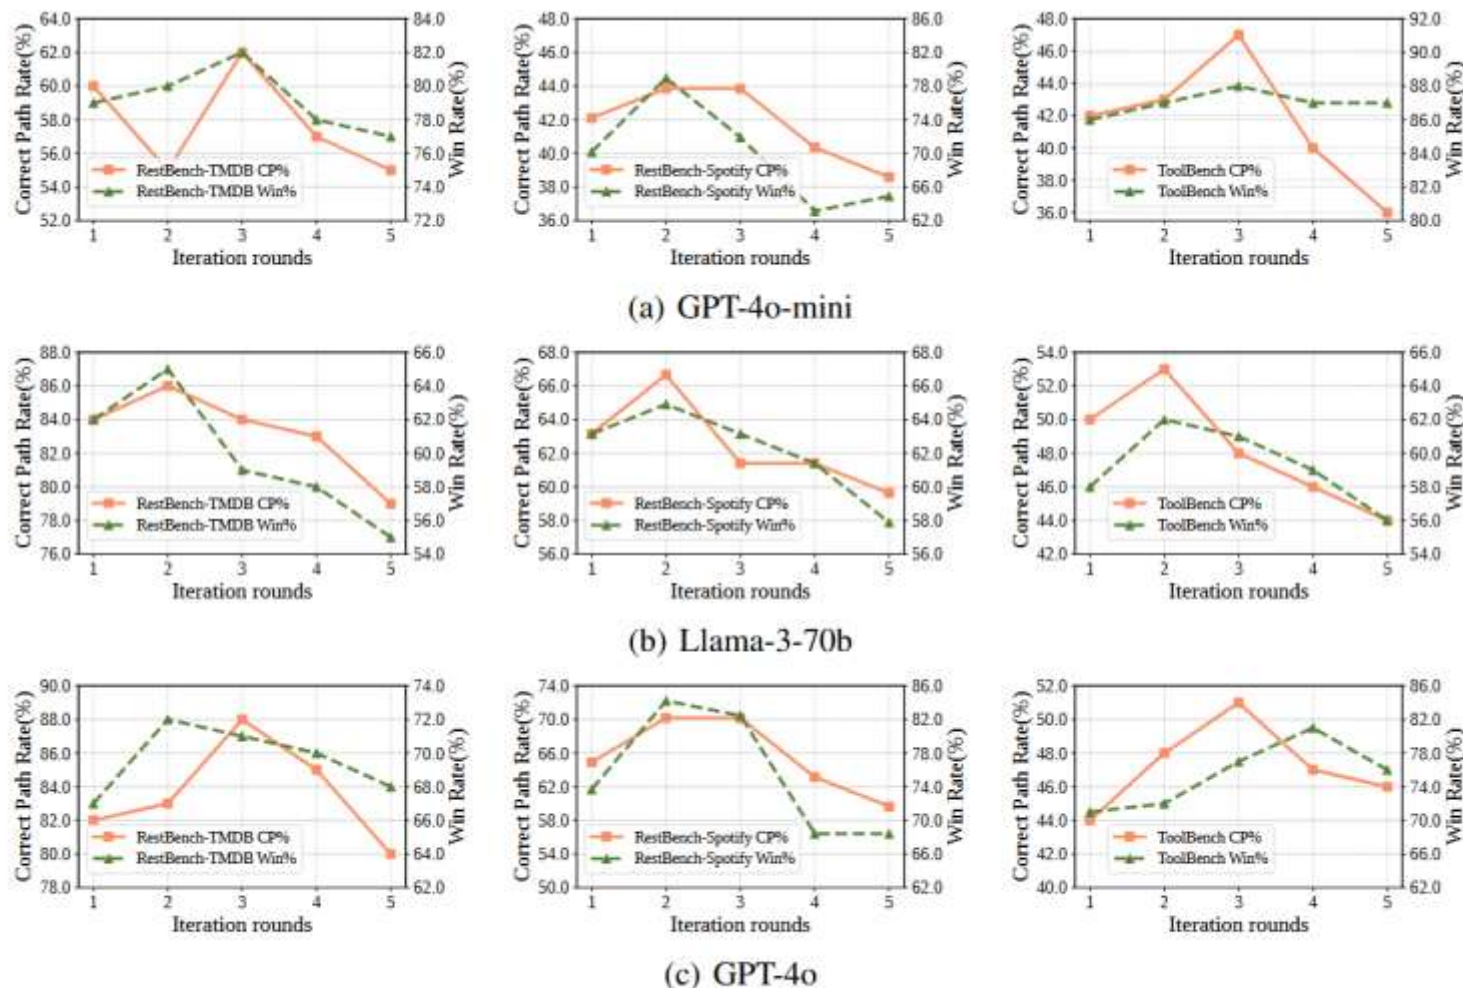 Correct Path Rate(%)
64.0
62.0
60.0
58.0
56.0
54.0
52.0
84.0
82.0
80.0
78.0
76.0
74.0
72.0
Win Rate(%)
RestBench-TMDB CP%
RestBench-TMDB Win%
1 2 3 4 5
Iteration rounds
Correct Path Rate(%)
48.0
46.0
44.0
42.0
40.0
38.0
36.0
86.0
82.0
78.0
74.0
70.0
66.0
62.0
Win Rate(%)
RestBench-Spotify CP%
RestBench-Spotify Win%
1 2 3 4 5
Iteration rounds
Correct Path Rate(%)
48.0
46.0
44.0
42.0
40.0
38.0
36.0
92.0
90.0
88.0
86.0
84.0
82.0
80.0
Win Rate(%)
ToolBench CP%
ToolBench Win%
1 2 3 4 5
Iteration rounds
(a) GPT-4o-mini
Correct Path Rate(%)
88.0
86.0
84.0
82.0
80.0
78.0
76.0
66.0
64.0
62.0
60.0
58.0
56.0
54.0
Win Rate(%)
RestBench-TMDB CP%
RestBench-TMDB Win%
1 2 3 4 5
Iteration rounds
Correct Path Rate(%)
68.0
66.0
64.0
62.0
60.0
58.0
56.0
68.0
66.0
64.0
62.0
60.0
58.0
56.0
Win Rate(%)
RestBench-Spotify CP%
RestBench-Spotify Win%
1 2 3 4 5
Iteration rounds
Correct Path Rate(%)
54.0
52.0
50.0
48.0
46.0
44.0
42.0
66.0
64.0
62.0
60.0
58.0
56.0
54.0
Win Rate(%)
ToolBench CP%
ToolBench Win%
1 2 3 4 5
Iteration rounds
(b) Llama-3-70b
Correct Path Rate(%)
90.0
88.0
86.0
84.0
82.0
80.0
78.0
74.0
72.0
70.0
68.0
66.0
64.0
62.0
Win Rate(%)
RestBench-TMDB CP%
RestBench-TMDB Win%
1 2 3 4 5
Iteration rounds
Correct Path Rate(%)
74.0
70.0
66.0
62.0
58.0
54.0
50.0
86.0
82.0
78.0
74.0
70.0
66.0
62.0
Win Rate(%)
RestBench-Spotify CP%
RestBench-Spotify Win%
1 2 3 4 5
Iteration rounds
Correct Path Rate(%)
52.0
50.0
48.0
46.0
44.0
42.0
40.0
86.0
82.0
78.0
74.0
70.0
66.0
62.0
Win Rate(%)
ToolBench CP%
ToolBench Win%
1 2 3 4 5
Iteration rounds
(c) GPT-4o